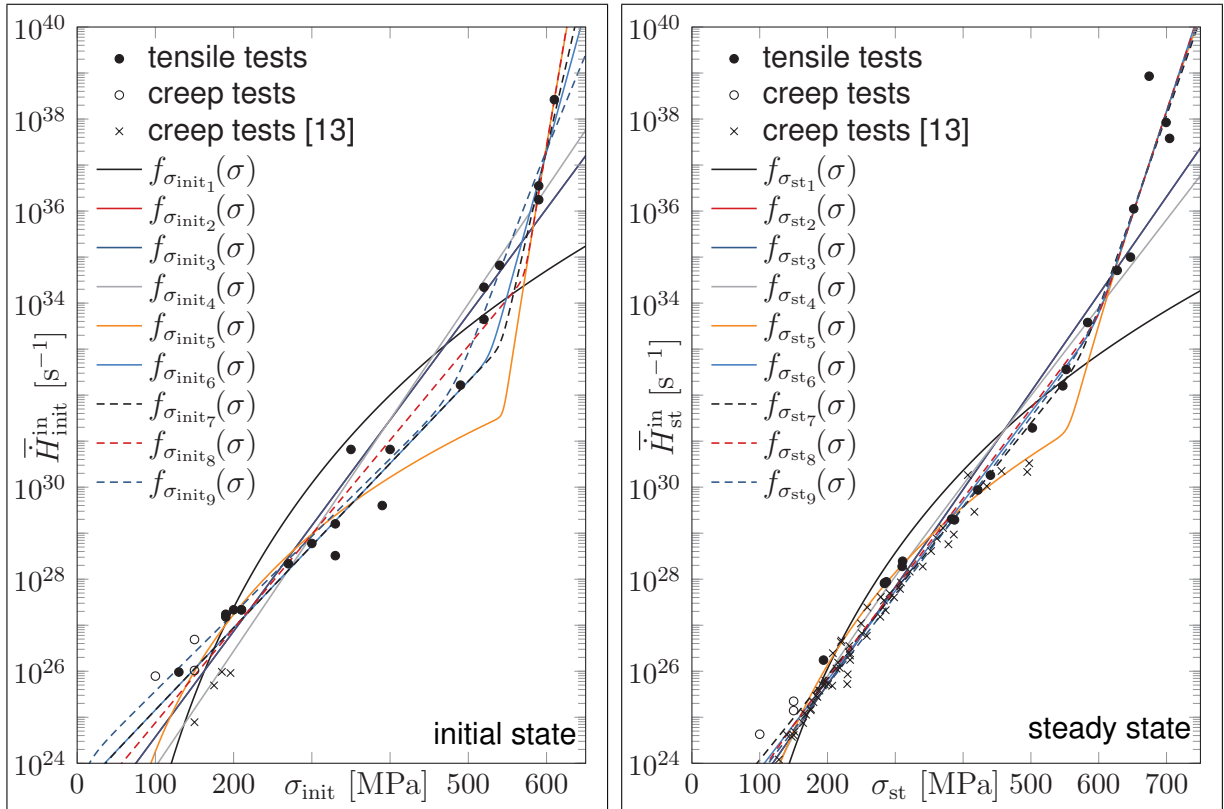 10^40
10^38
10^36
10^34
10^32
10^30
10^28
10^26
10^24
tensile tests
creep tests
creep tests [13]
f_σinit1(σ)
f_σinit2(σ)
f_σinit3(σ)
f_σinit4(σ)
f_σinit5(σ)
f_σinit6(σ)
f_σinit7(σ)
f_σinit8(σ)
f_σinit9(σ)
initial state
0 100 200 300 400 500 600
σ_init [MPa]
H̅̇^in_init [s^−1]
10^40
10^38
10^36
10^34
10^32
10^30
10^28
10^26
10^24
tensile tests
creep tests
creep tests [13]
f_σst1(σ)
f_σst2(σ)
f_σst3(σ)
f_σst4(σ)
f_σst5(σ)
f_σst6(σ)
f_σst7(σ)
f_σst8(σ)
f_σst9(σ)
steady state
0 100 200 300 400 500 600 700
σ_st [MPa]
H̅̇^in_st [s^−1]